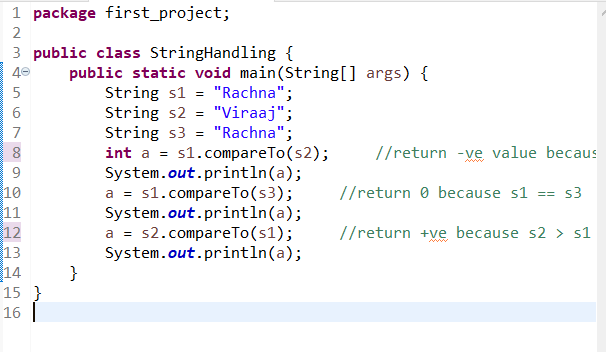 1 package first_project;
2
3 public class StringHandling {
4 public static void main(String[] args) {
5 String s1 = "Rachna";
6 String s2 = "Viraaj";
7 String s3 = "Rachna";
8 int a = s1.compareTo(s2); //return -ve value becaus
9 System.out.println(a);
10 a = s1.compareTo(s3); //return 0 because s1 == s3
11 System.out.println(a);
12 a = s2.compareTo(s1); //return +ve because s2 > s1
13 System.out.println(a);
14 }
15 }
16